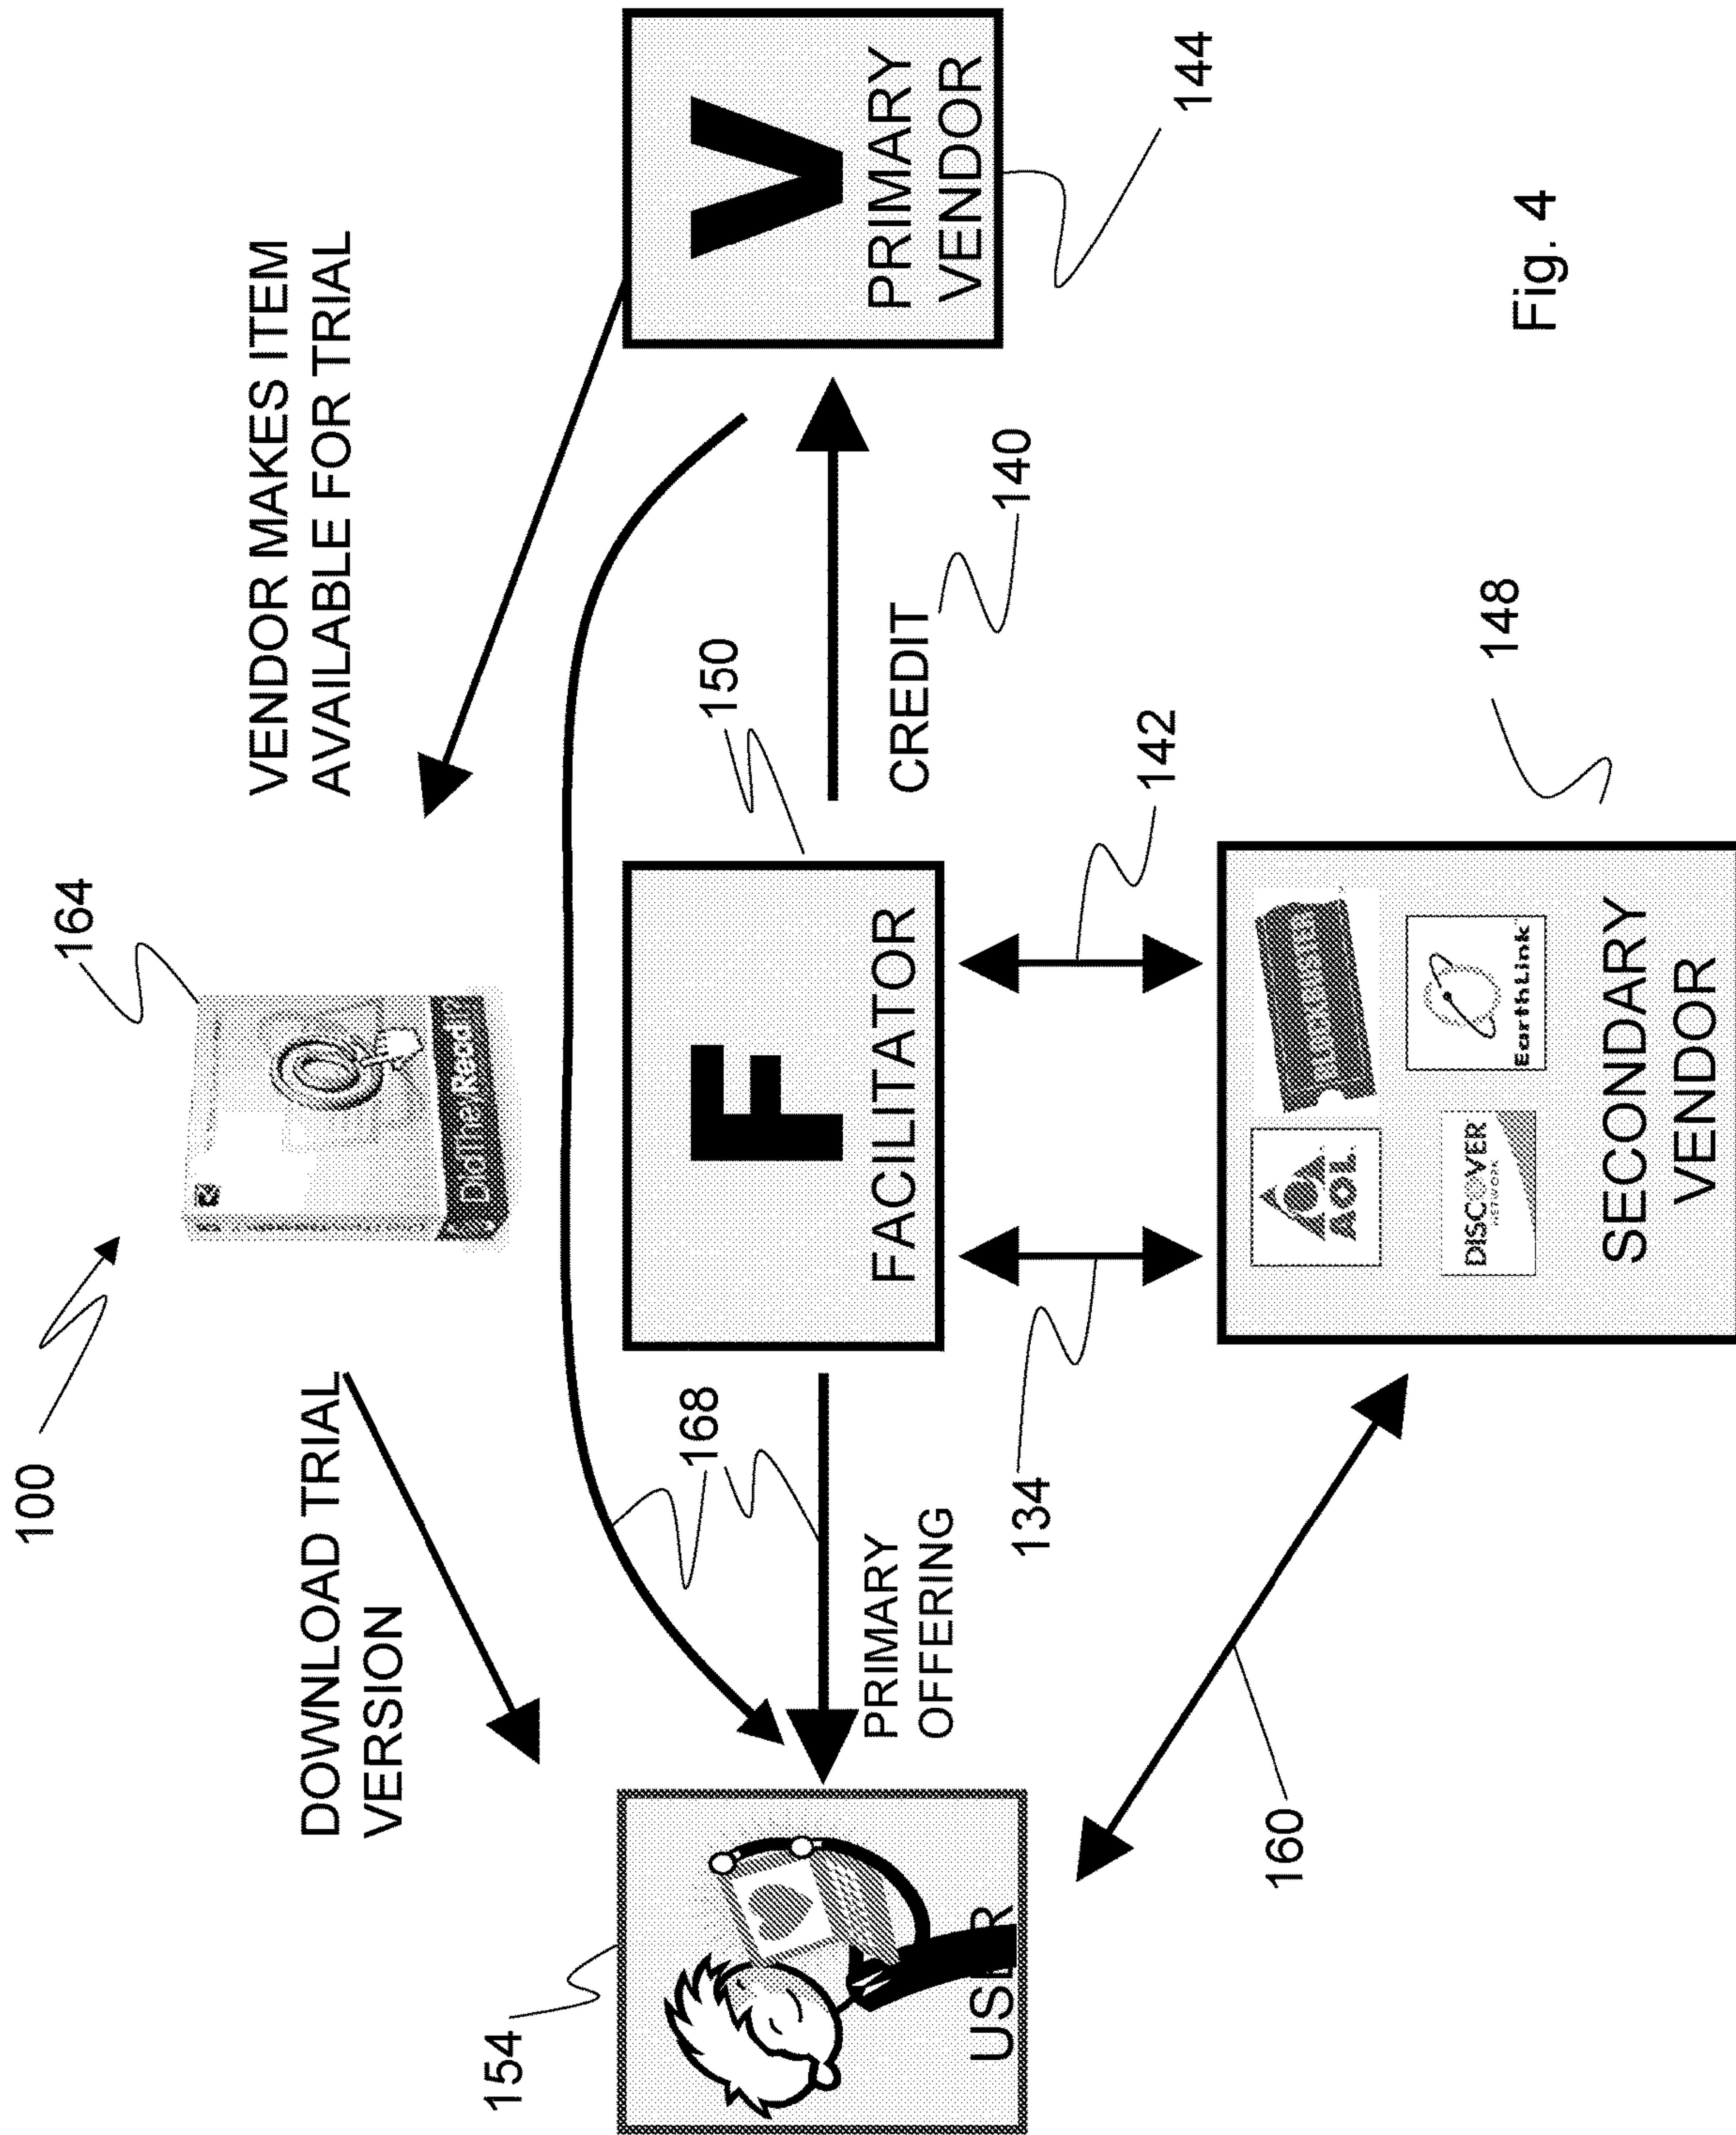 100
164
VENDOR MAKES ITEM
AVAILABLE FOR TRIAL
DOWNLOAD TRIAL
VERSION
154
USER
168
PRIMARY
OFFERING
F
FACILITATOR
150
CREDIT
140
V
PRIMARY
VENDOR
144
134
142
160
AOL
BLOCKBUSTER
DISCOVER
NETWORK
EarthLink
SECONDARY
VENDOR
148
Fig. 4